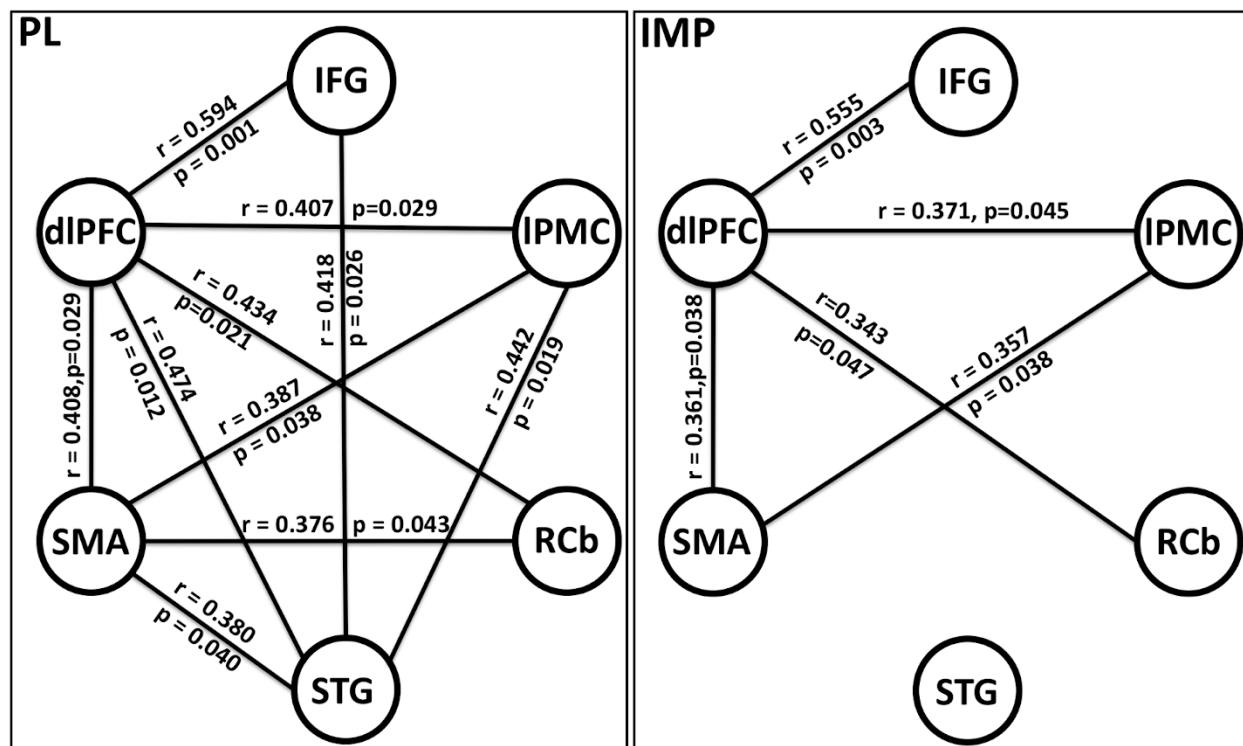 PL
IFG
r = 0.594
p = 0.001
dlPFC
r = 0.407
p=0.029
lPMC
r = 0.418
p = 0.026
r = 0.434
p=0.021
r = 0.408,p=0.029
r = 0.474
p = 0.012
r = 0.442
p = 0.019
r = 0.387
p = 0.038
SMA
r = 0.376
p = 0.043
RCb
r = 0.380
p = 0.040
STG
IMP
IFG
r = 0.555
p = 0.003
dlPFC
r = 0.371, p=0.045
lPMC
r=0.343
p=0.047
r = 0.361,p=0.038
r = 0.357
p = 0.038
SMA
RCb
STG